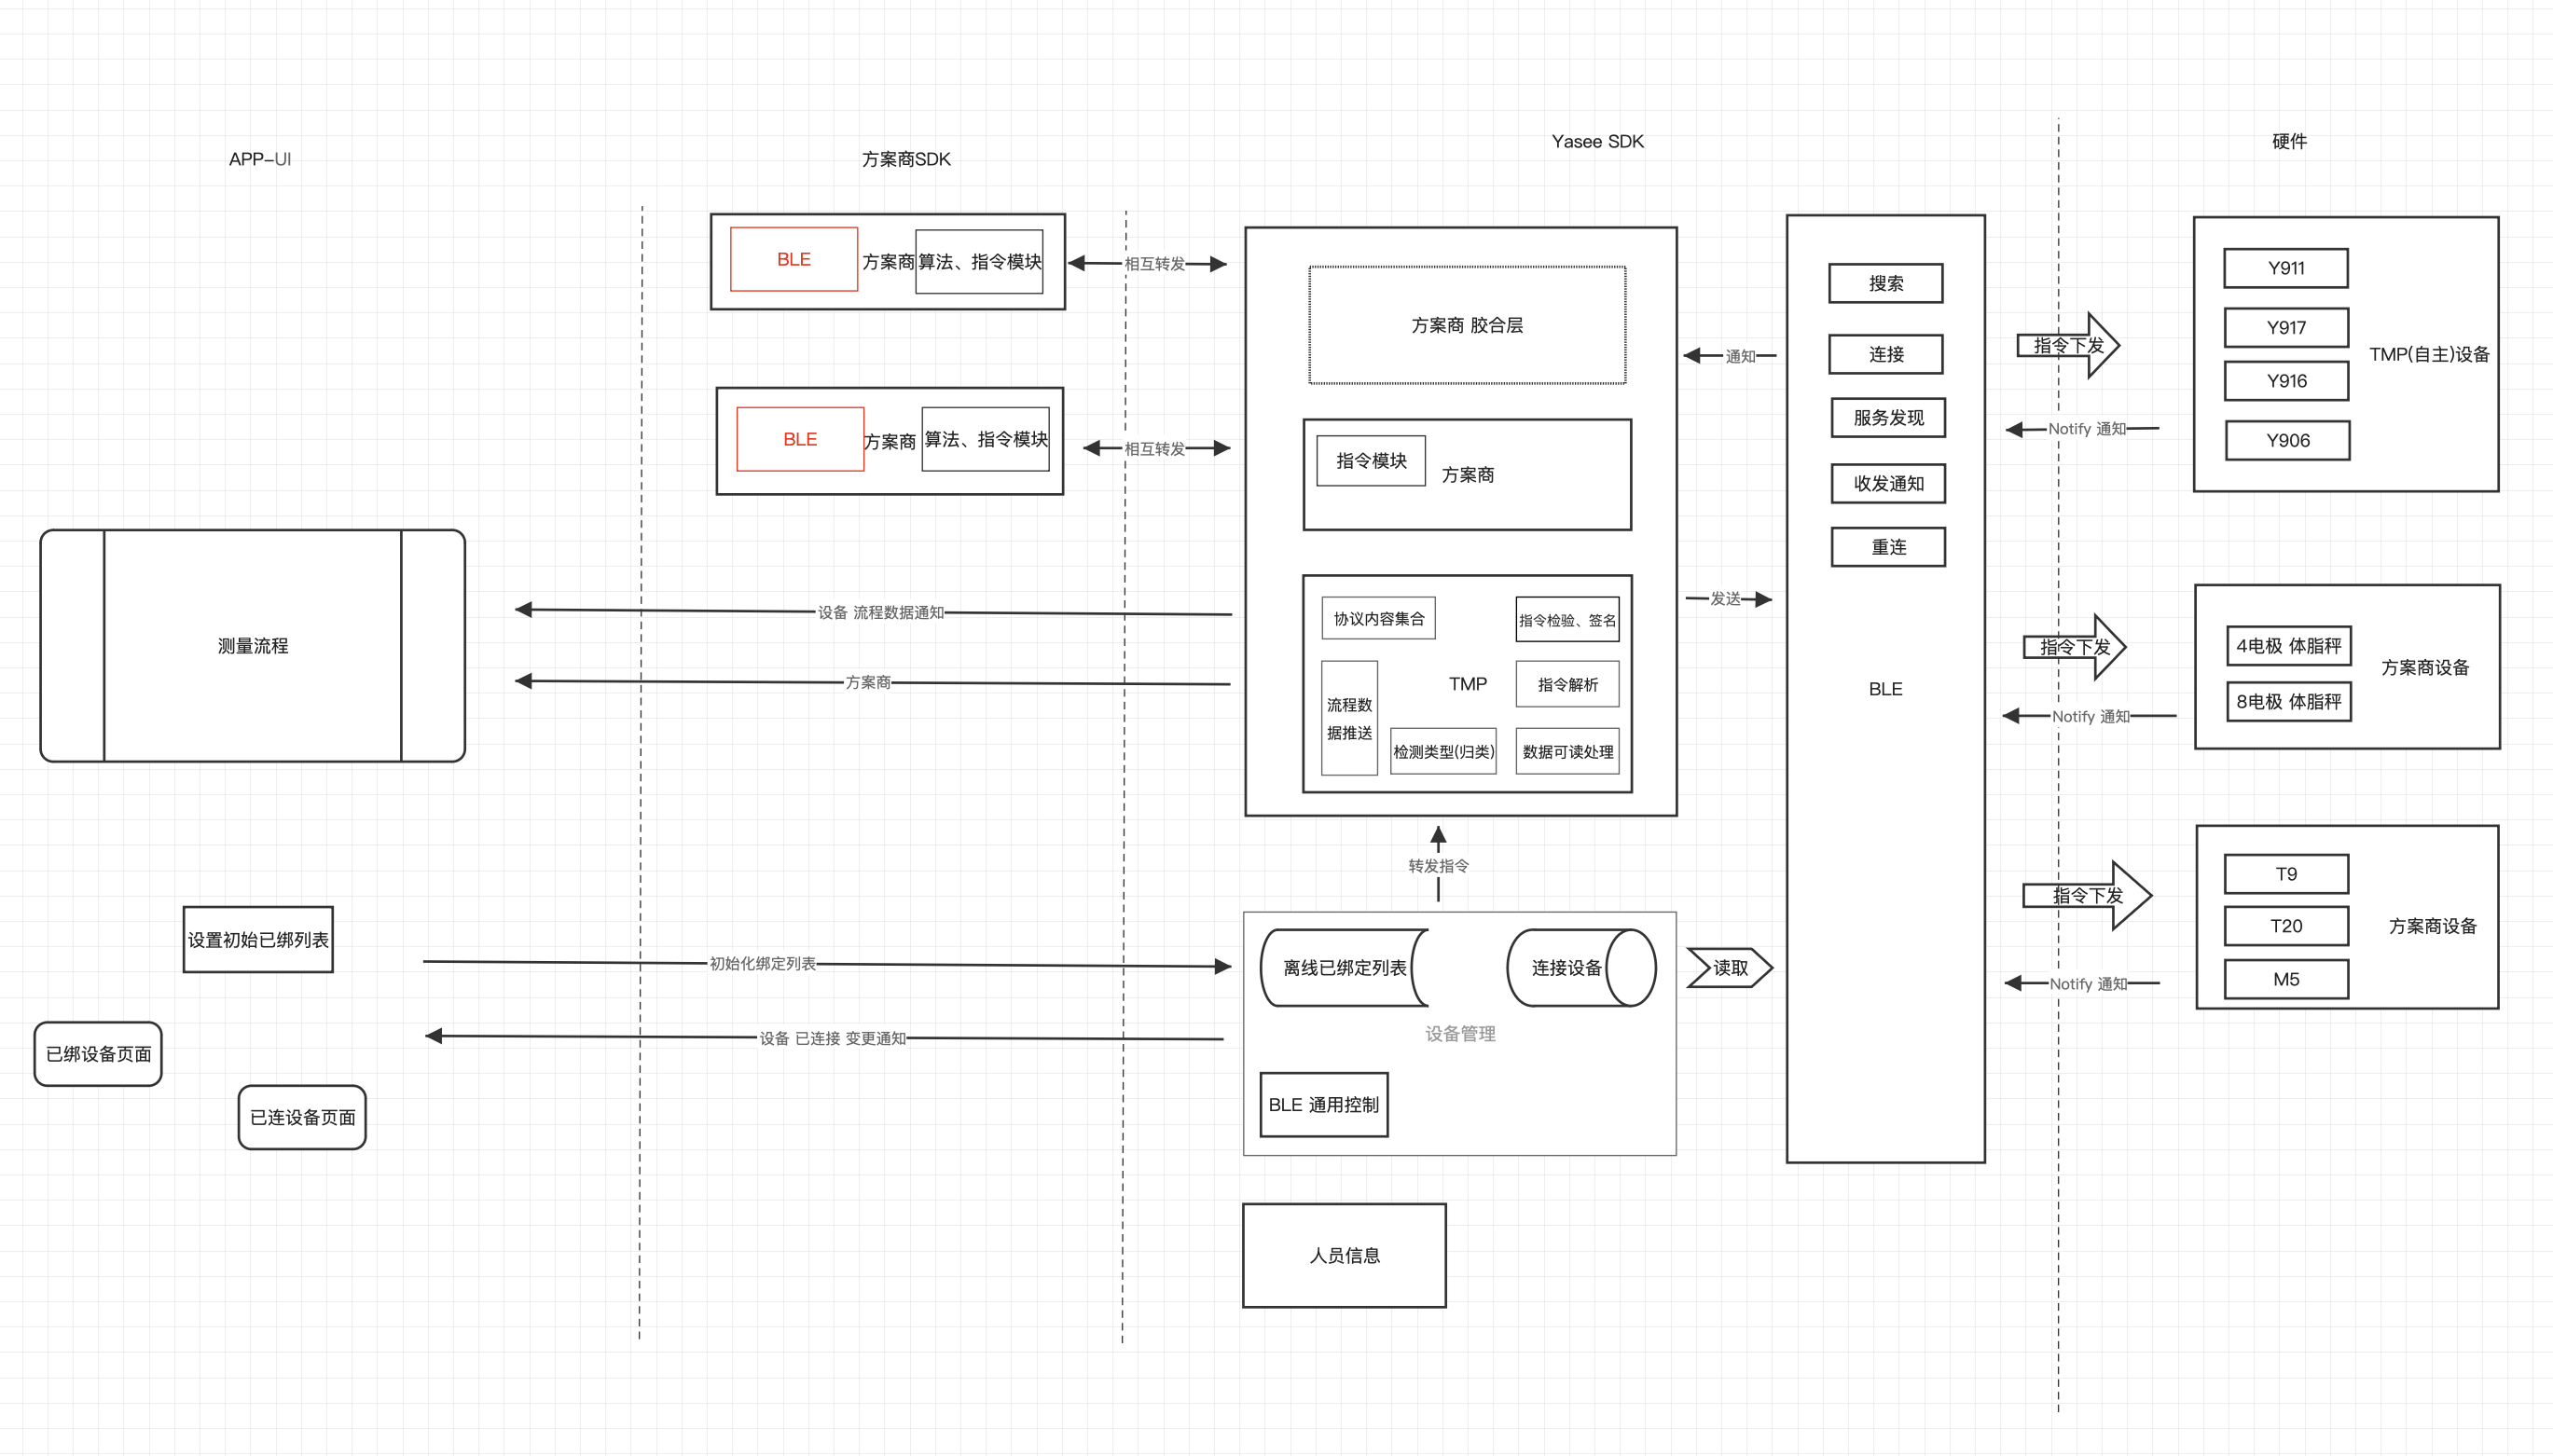 APP-UI
方案商SDK
Yasee SDK
硬件
BLE
方案商
算法、指令模块
相互转发
BLE
方案商
算法、指令模块
相互转发
测量流程
设备 流程数据通知
方案商
设置初始已绑列表
初始化绑定列表
已绑设备页面
已连设备页面
设备 已连接 变更通知
方案商 胶合层
指令模块
方案商
协议内容集合
指令检验、签名
流程数
据推送
TMP
指令解析
检测类型(归类)
数据可读处理
转发指令
离线已绑定列表
连接设备
设备管理
BLE 通用控制
人员信息
通知
发送
读取
搜索
连接
服务发现
收发通知
重连
BLE
指令下发
Notify 通知
指令下发
Notify 通知
指令下发
Notify 通知
Y911
Y917
Y916
Y906
TMP(自主)设备
4电极 体脂秤
8电极 体脂秤
方案商设备
T9
T20
M5
方案商设备